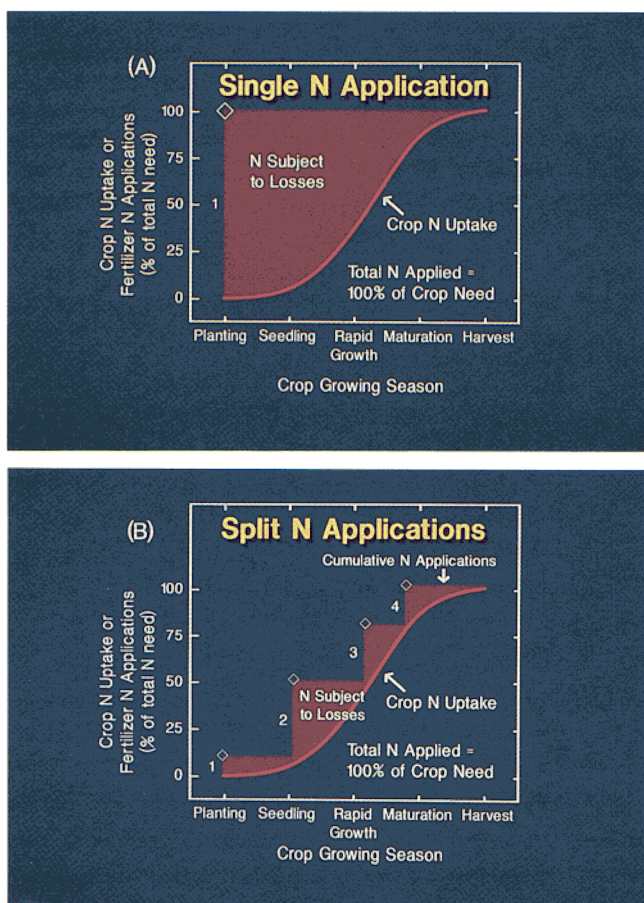 (A)
Single N Application
Crop N Uptake or
Fertilizer N Applications
(% of total N need)
100
75
50
25
0
1
N Subject
to Losses
Crop N Uptake
Total N Applied =
100% of Crop Need
Planting Seedling Rapid Growth Maturation Harvest
Crop Growing Season
(B)
Split N Applications
Cumulative N Applications
Crop N Uptake or
Fertilizer N Applications
(% of total N need)
100
75
50
25
0
1
2
3
4
N Subject
to Losses
Crop N Uptake
Total N Applied =
100% of Crop Need
Planting Seedling Rapid Growth Maturation Harvest
Crop Growing Season